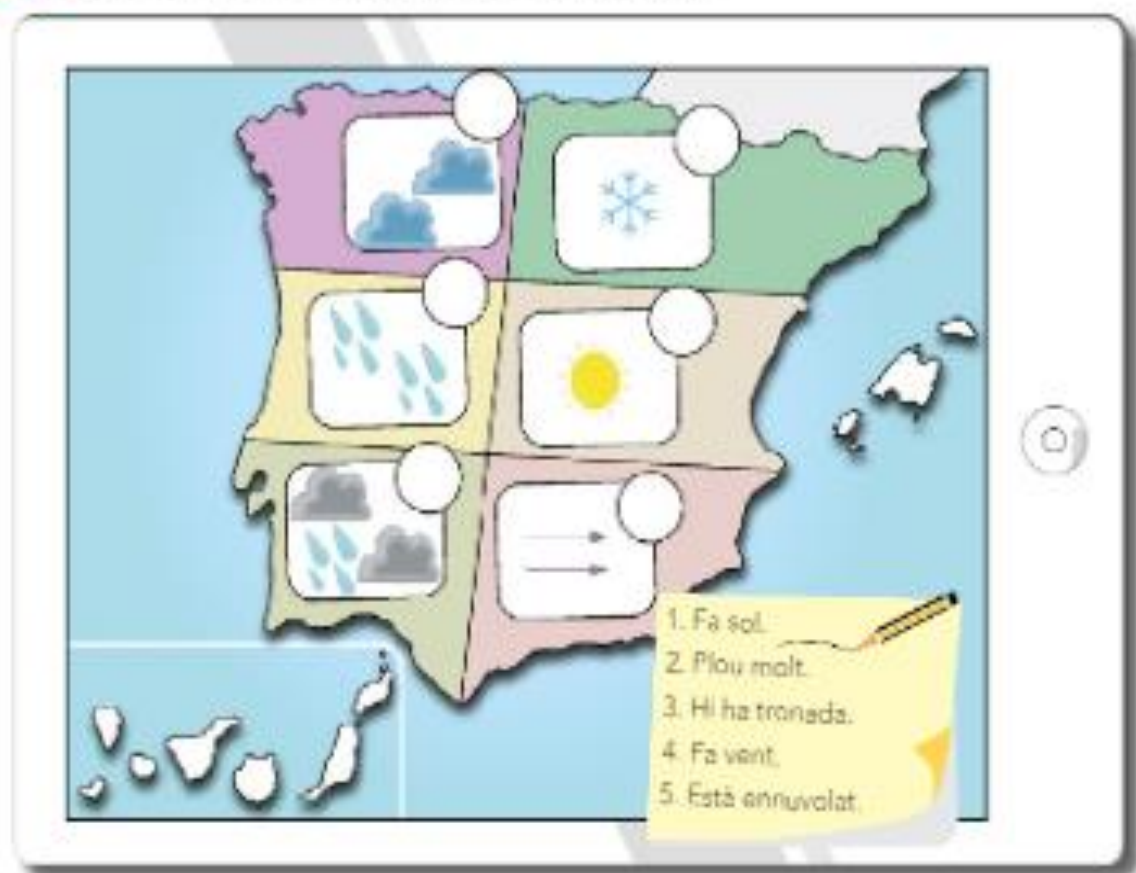 1. Fa sol.
2. Plou molt.
3. Hi ha tronada.
4. Fa vent.
5. Està ennuvolat.